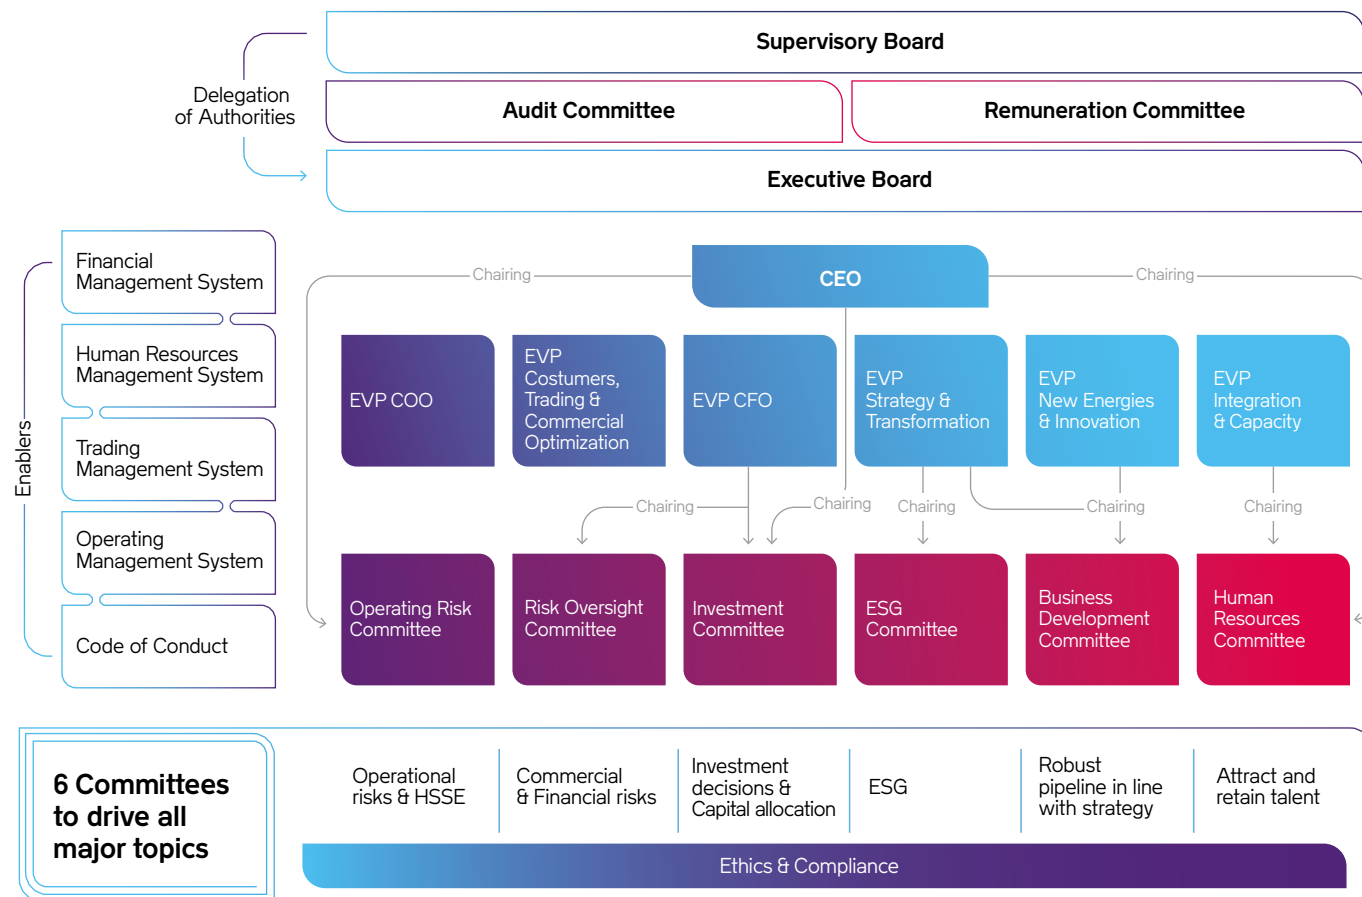 Supervisory Board
Delegation
of Authorities
Audit Committee
Remuneration Committee
Executive Board
Enablers
Financial
Management System
Human Resources
Management System
Trading
Management System
Operating
Management System
Code of Conduct
Chairing
CEO
Chairing
EVP COO
EVP
Costumers,
Trading &
Commercial
Optimization
EVP CFO
EVP
Strategy &
Transformation
EVP
New Energies
& Innovation
EVP
Integration
& Capacity
Chairing
Chairing
Chairing
Chairing
Chairing
Operating Risk
Committee
Risk Oversight
Committee
Investment
Committee
ESG
Committee
Business
Development
Committee
Human
Resources
Committee
6 Committees
to drive all
major topics
Operational
risks & HSSE
Commercial
& Financial risks
Investment
decisions &
Capital allocation
ESG
Robust
pipeline in line
with strategy
Attract and
retain talent
Ethics & Compliance